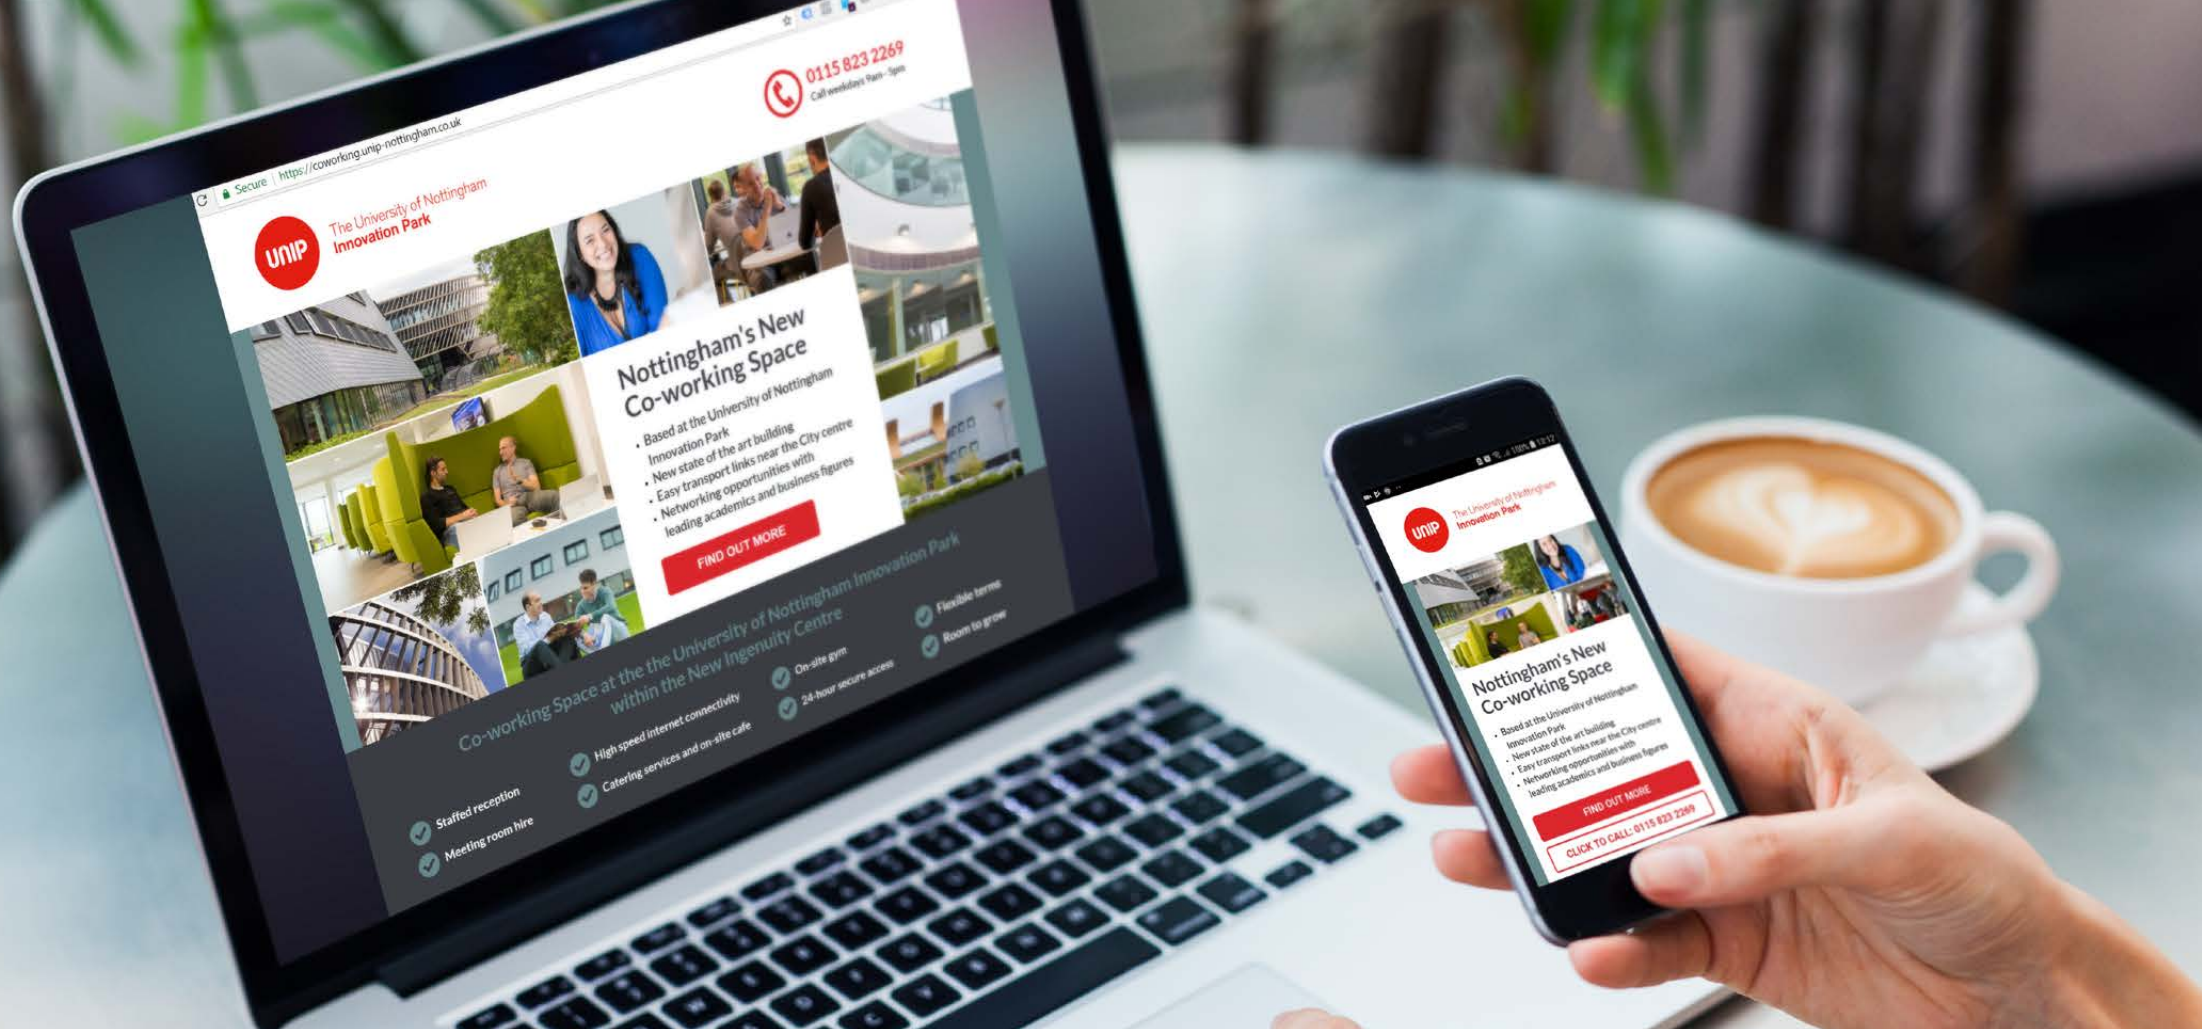 Secure
https://coworking.unip-nottingham.co.uk
0115 823 2269
Call weekdays 9am - 5pm
UNIP
The University of Nottingham
Innovation Park
Nottingham's New
Co-working Space
• Based at the University of Nottingham
Innovation Park
• New state of the art building
• Easy transport links near the City centre
• Networking opportunities with
leading academics and business figures
FIND OUT MORE
Co-working Space at the the University of Nottingham Innovation Park
within the New Ingenuity Centre
Staffed reception
Meeting room hire
High speed internet connectivity
Catering services and on-site cafe
On-site gym
24-hour secure access
Flexible terms
Room to grow
100% 12:12
UNIP
The University of Nottingham
Innovation Park
Nottingham's New
Co-working Space
• Based at the University of Nottingham
Innovation Park
• New state of the art building
• Easy transport links near the City centre
• Networking opportunities with
leading academics and business figures
FIND OUT MORE
CLICK TO CALL: 0115 823 2269